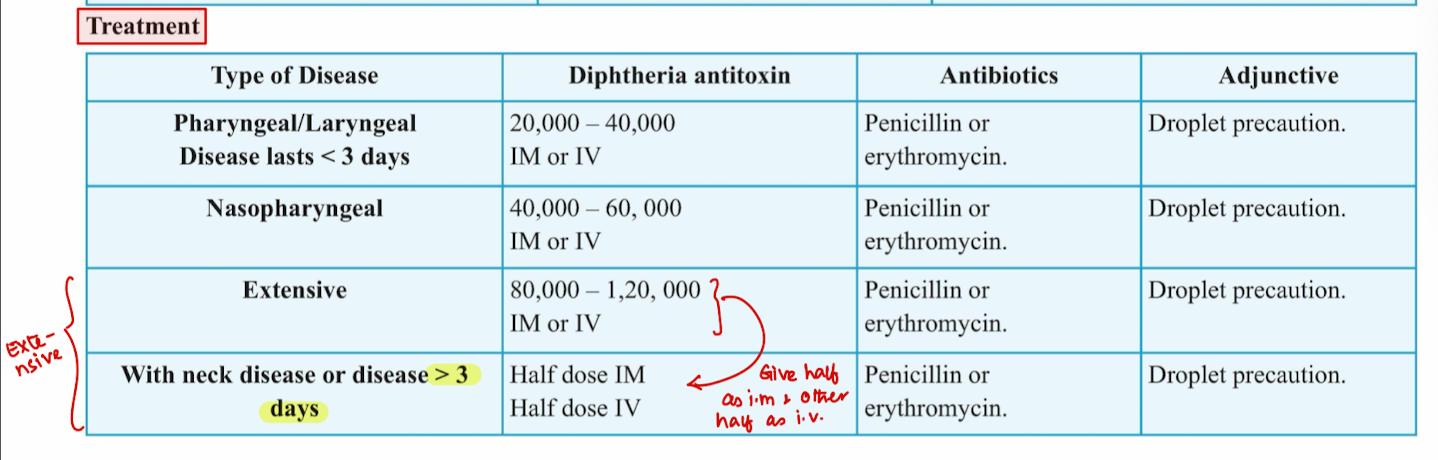 Treatment
Type of Disease
Diphtheria antitoxin
Antibiotics
Adjunctive
Pharyngeal/Laryngeal
Disease lasts < 3 days
20,000 – 40,000
IM or IV
Penicillin or
erythromycin.
Droplet precaution.
Nasopharyngeal
40,000 – 60, 000
IM or IV
Penicillin or
erythromycin.
Droplet precaution.
Exte-
nsive
Extensive
80,000 – 1,20, 000
IM or IV
Penicillin or
erythromycin.
Droplet precaution.
With neck disease or disease > 3
days
Half dose IM
Half dose IV
Give half
as i.m & other
half as i.v.
Penicillin or
erythromycin.
Droplet precaution.